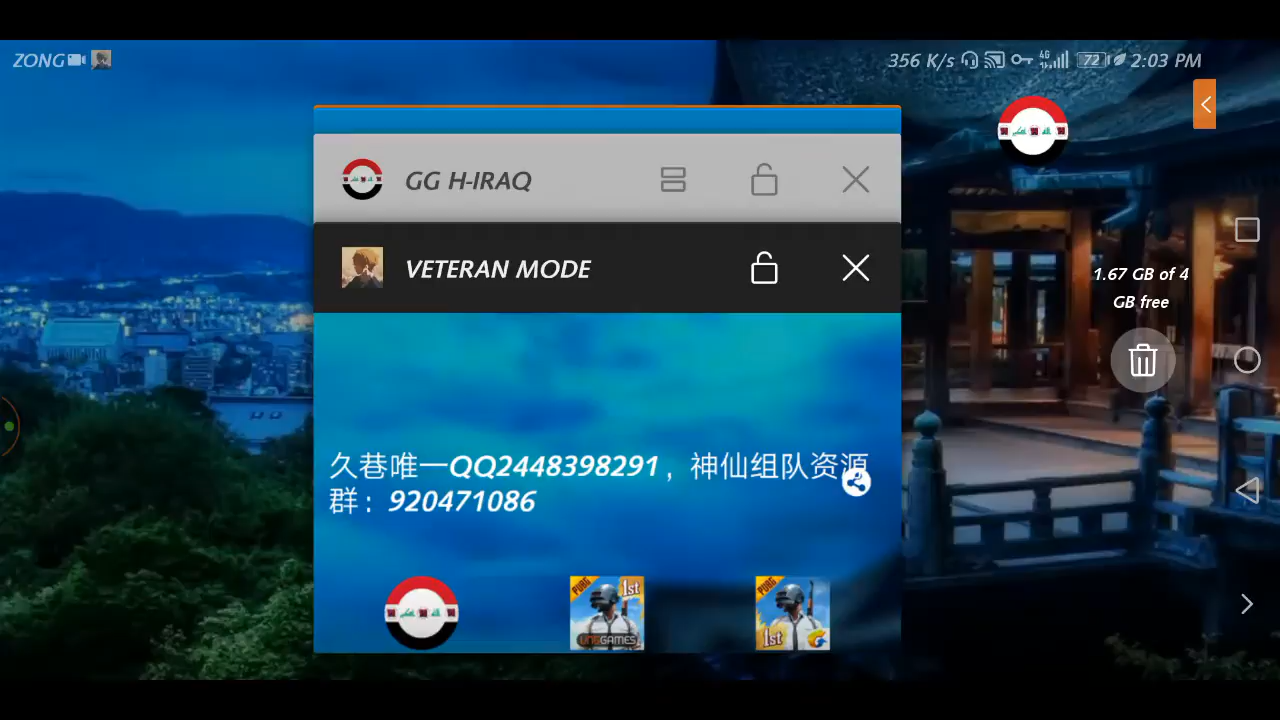 ZONG
356 K/s 4G 72 2:03 PM
GG H-IRAQ
VETERAN MODE
1.67 GB of 4
GB free
久巷唯一QQ2448398291，神仙组队资源
群：920471086
PUBG 1st
GAMES
PUBG
1st